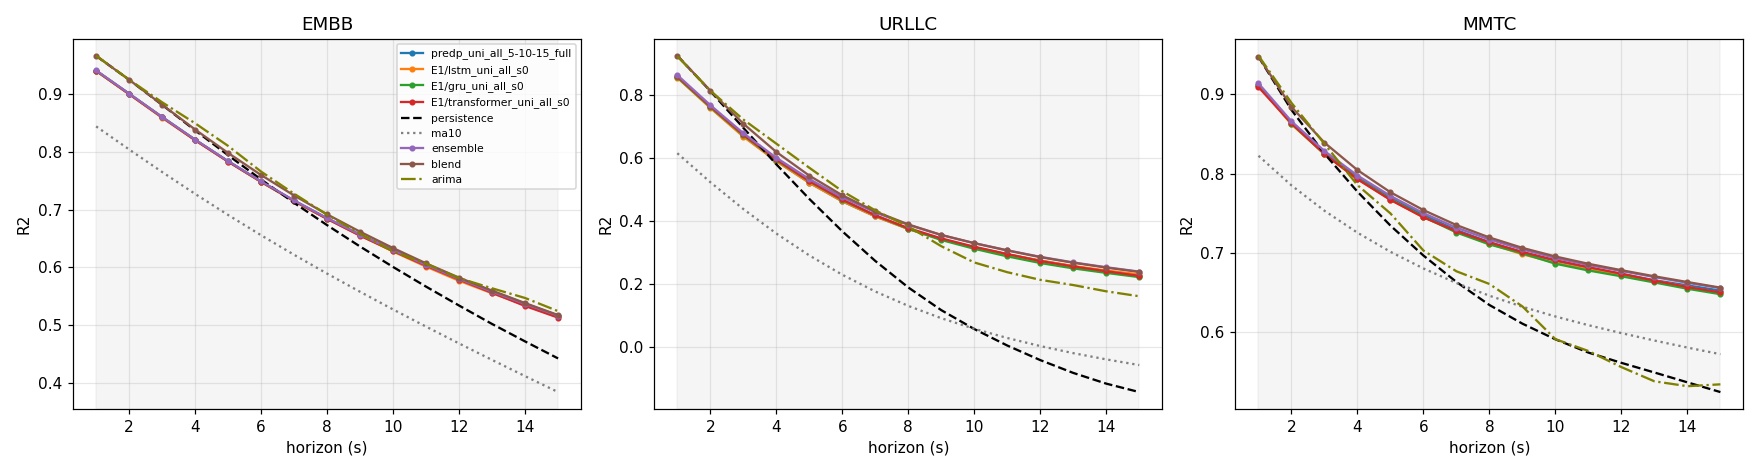 EMBB
R2
0.9
0.8
0.7
0.6
0.5
0.4
2 4 6 8 10 12 14
horizon (s)
predp_uni_all_5-10-15_full
E1/lstm_uni_all_s0
E1/gru_uni_all_s0
E1/transformer_uni_all_s0
persistence
ma10
ensemble
blend
arima
URLLC
R2
0.8
0.6
0.4
0.2
0.0
2 4 6 8 10 12 14
horizon (s)
MMTC
R2
0.9
0.8
0.7
0.6
2 4 6 8 10 12 14
horizon (s)